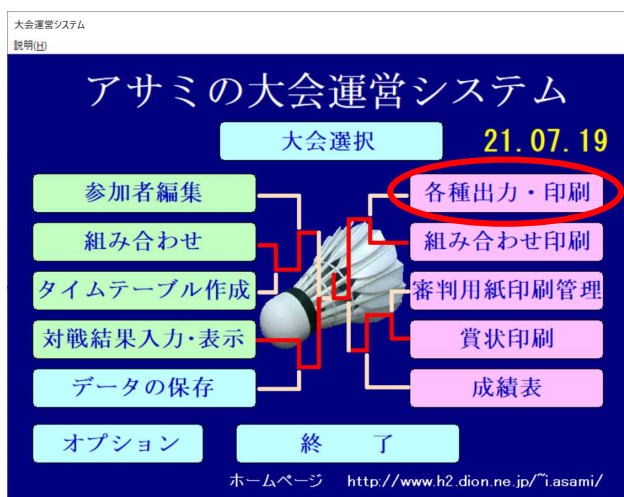 大会運営システム
説明(H)
アサミの大会運営システム
大会選択 21.07.19
参加者編集 各種出力・印刷
組み合わせ 組み合わせ印刷
タイムテーブル作成 審判用紙印刷管理
対戦結果入力・表示 賞状印刷
データの保存 成績表
オプション 終 了
ホームページ http://www.h2.dion.ne.jp/~i.asami/